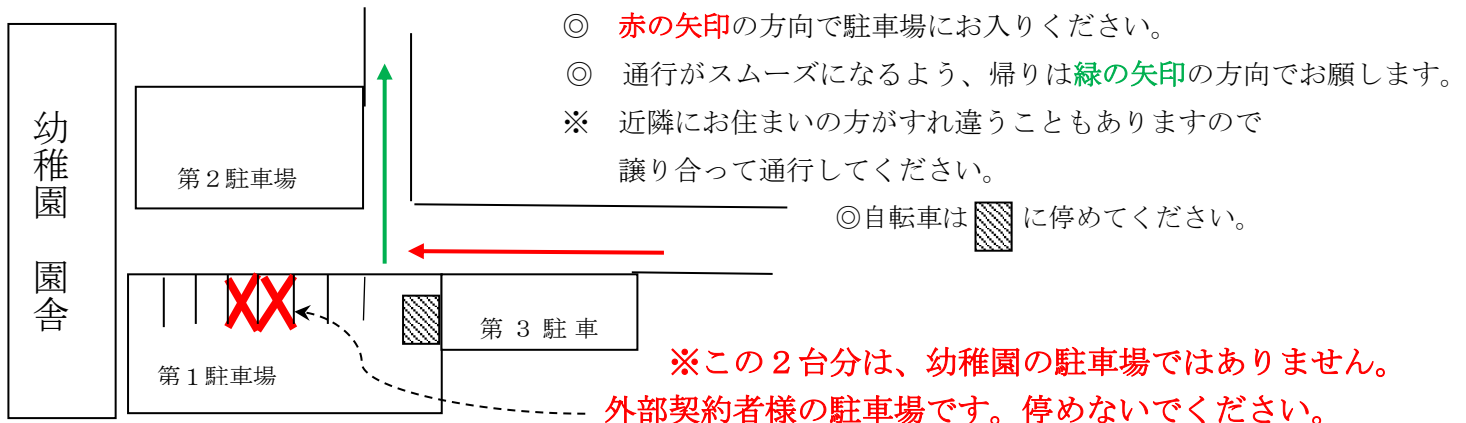 ◎ 赤の矢印の方向で駐車場にお入りください。
◎ 通行がスムーズになるよう、帰りは緑の矢印の方向でお願します。
※ 近隣にお住まいの方がすれ違うこともありますので
譲り合って通行してください。
◎自転車は に停めてください。
幼稚園 園舎
第2駐車場
第3駐車
第1駐車場
※この2台分は、幼稚園の駐車場ではありません。
外部契約者様の駐車場です。停めないでください。